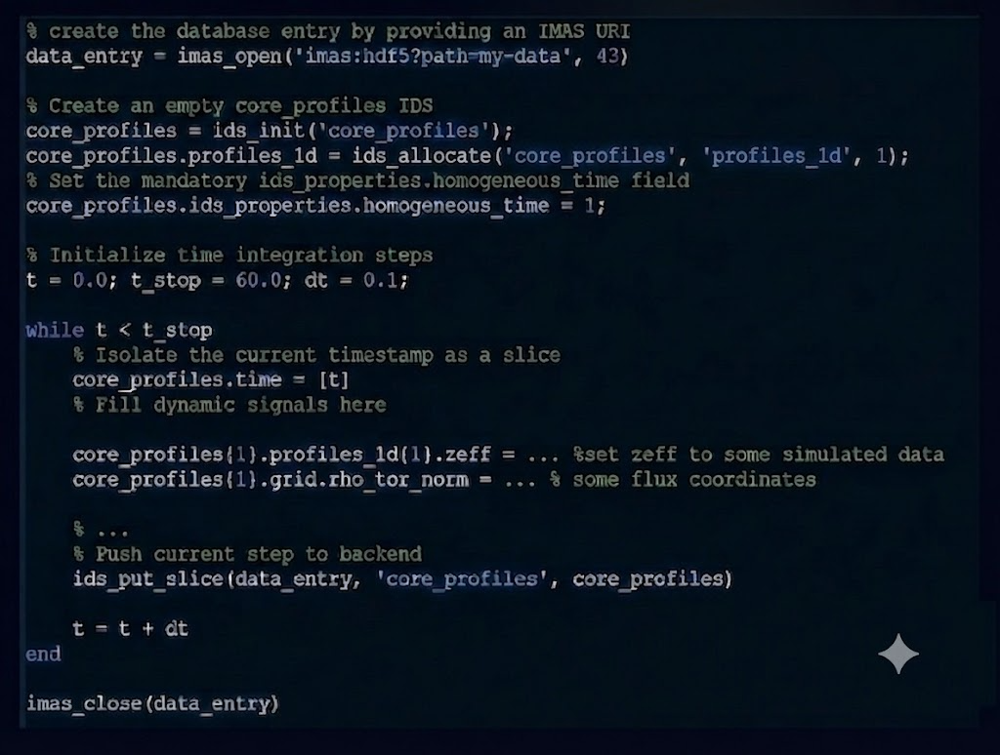 % create the database entry by providing an IMAS URI
data_entry = imas_open('imas:hdf5?path=my-data', 43)

% Create an empty core_profiles IDS
core_profiles = ids_init('core_profiles');
core_profiles.profiles_1d = ids_allocate('core_profiles', 'profiles_1d', 1);
% Set the mandatory ids_properties.homogeneous_time field
core_profiles.ids_properties.homogeneous_time = 1;

% Initialize time integration steps
t = 0.0; t_stop = 60.0; dt = 0.1;

while t < t_stop
    % Isolate the current timestamp as a slice
    core_profiles.time = [t]
    % Fill dynamic signals here

    core_profiles{1}.profiles_1d{1}.zeff = ... %set zeff to some simulated data
    core_profiles{1}.grid.rho_tor_norm = ... % some flux coordinates

    % ...
    % Push current step to backend
    ids_put_slice(data_entry, 'core_profiles', core_profiles)

    t = t + dt
end

imas_close(data_entry)